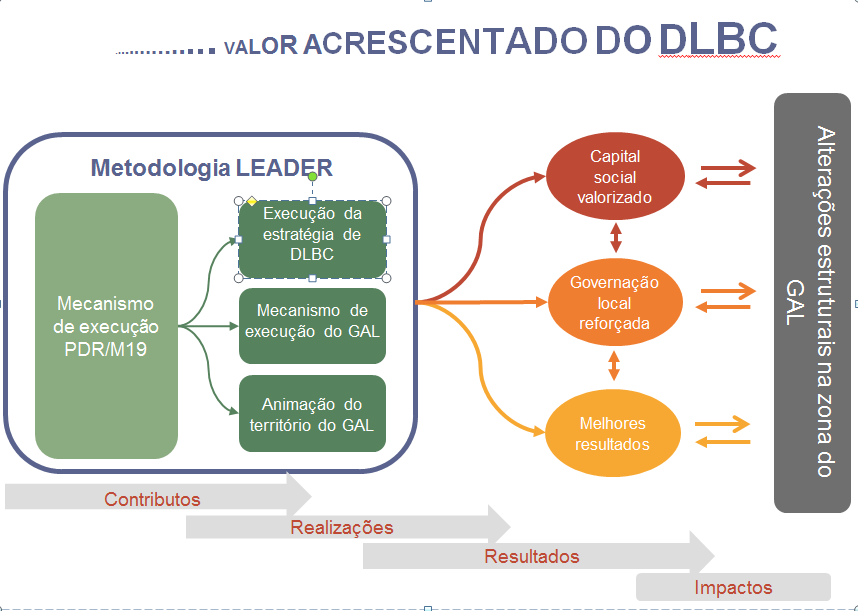 ................ VALOR ACRESCENTADO DO DLBC
Metodologia LEADER
Mecanismo
de execução
PDR/M19
Execução da
estratégia de
DLBC
Mecanismo de
execução do GAL
Animação do
território do GAL
Capital
social
valorizado
Governação
local
reforçada
Melhores
resultados
Alterações estruturais na zona do
GAL
Contributos
Realizações
Resultados
Impactos